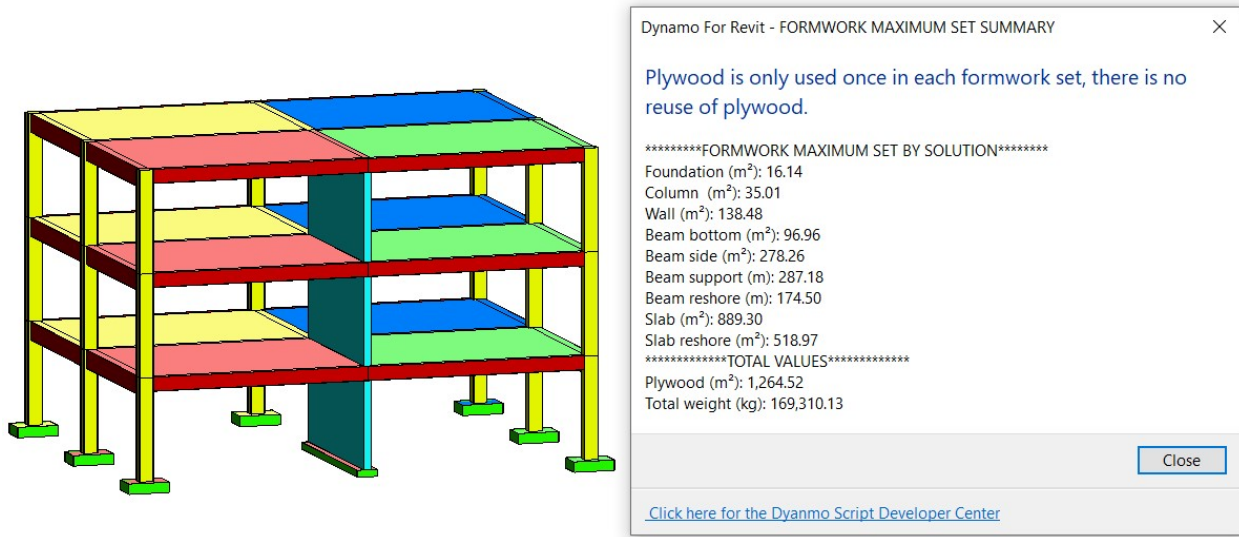 Dynamo For Revit - FORMWORK MAXIMUM SET SUMMARY
Plywood is only used once in each formwork set, there is no
reuse of plywood.
*********FORMWORK MAXIMUM SET BY SOLUTION********
Foundation (m²): 16.14
Column  (m²): 35.01
Wall (m²): 138.48
Beam bottom (m²): 96.96
Beam side (m²): 278.26
Beam support (m): 287.18
Beam reshore (m): 174.50
Slab (m²): 889.30
Slab reshore (m²): 518.97
*************TOTAL VALUES*************
Plywood (m²): 1,264.52
Total weight (kg): 169,310.13
Close
Click here for the Dyanmo Script Developer Center